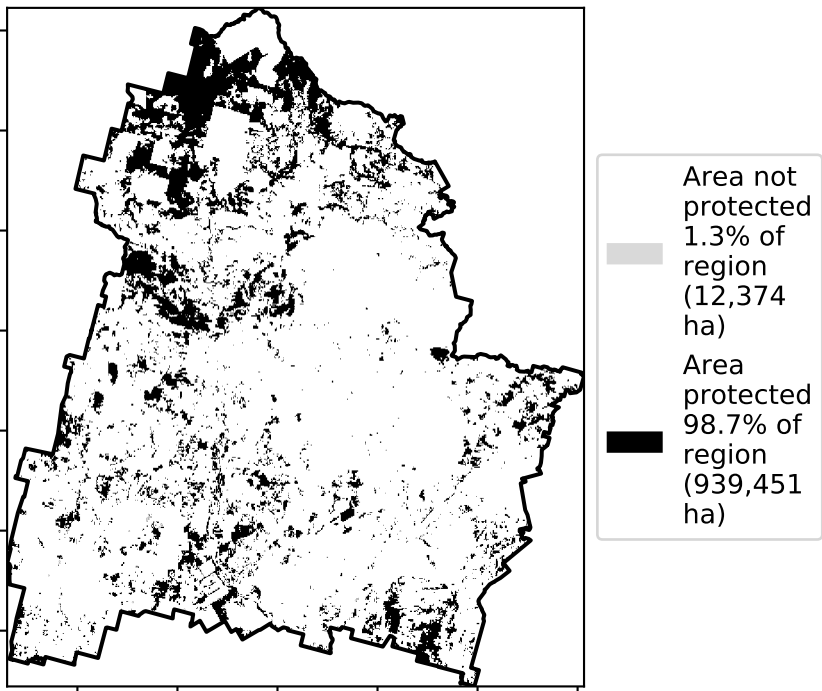 Area not
protected
1.3% of
region
(12,374
ha)
Area
protected
98.7% of
region
(939,451
ha)